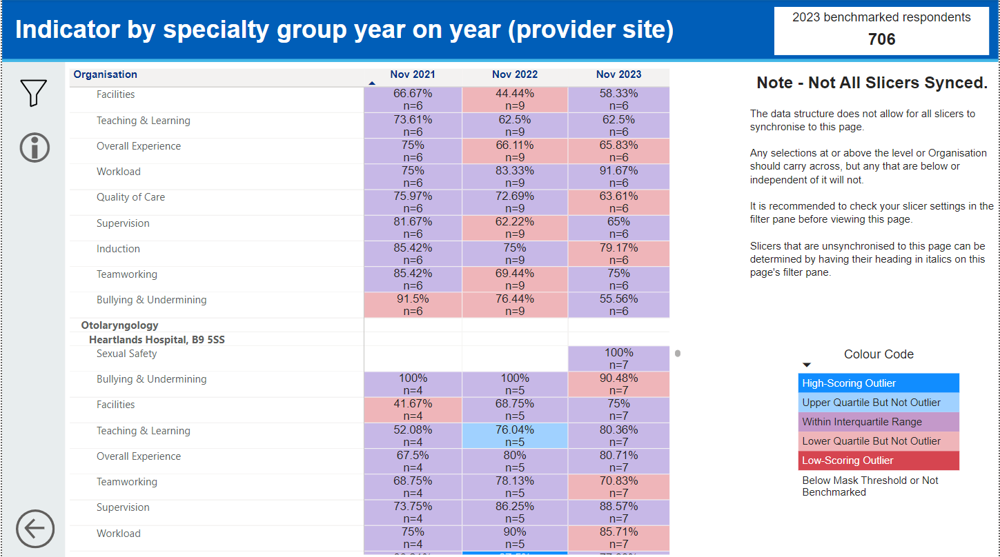 Indicator by specialty group year on year (provider site)
2023 benchmarked respondents
706
Organisation Nov 2021 Nov 2022 Nov 2023
Facilities 66.67% 44.44% 58.33%
n=6 n=9 n=6
Teaching & Learning 73.61% 62.5% 62.5%
n=6 n=9 n=6
Overall Experience 75% 66.11% 65.83%
n=6 n=9 n=6
Workload 75% 83.33% 91.67%
n=6 n=9 n=6
Quality of Care 75.97% 72.69% 63.61%
n=6 n=9 n=6
Supervision 81.67% 62.22% 65%
n=6 n=9 n=6
Induction 85.42% 75% 79.17%
n=6 n=9 n=6
Teamworking 85.42% 69.44% 75%
n=6 n=9 n=6
Bullying & Undermining 91.5% 76.44% 55.56%
n=6 n=9 n=6
Otolaryngology
Heartlands Hospital, B9 5SS
Sexual Safety 100%
n=7
Bullying & Undermining 100% 100% 90.48%
n=4 n=5 n=7
Facilities 41.67% 68.75% 75%
n=4 n=5 n=7
Teaching & Learning 52.08% 76.04% 80.36%
n=4 n=5 n=7
Overall Experience 67.5% 80% 80.71%
n=4 n=5 n=7
Teamworking 68.75% 78.13% 70.83%
n=4 n=5 n=7
Supervision 73.75% 86.25% 88.57%
n=4 n=5 n=7
Workload 75% 90% 85.71%
n=4 n=5 n=7
Note - Not All Slicers Synced.
The data structure does not allow for all slicers to
synchronise to this page.
Any selections at or above the level or Organisation
should carry across, but any that are below or
independent of it will not.
It is recommended to check your slicer settings in the
filter pane before viewing this page.
Slicers that are unsynchronised to this page can be
determined by having their heading in italics on this
page's filter pane.
Colour Code
High-Scoring Outlier
Upper Quartile But Not Outlier
Within Interquartile Range
Lower Quartile But Not Outlier
Low-Scoring Outlier
Below Mask Threshold or Not
Benchmarked